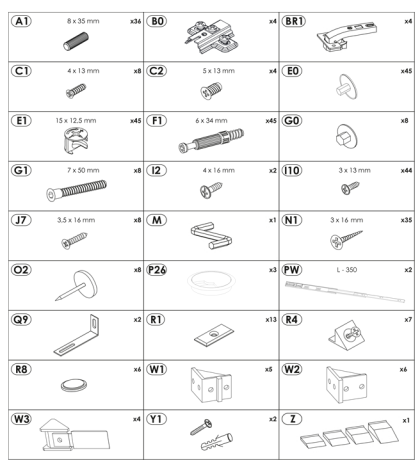 A1 8 x 35 mm x36
B0 x4
BR1 x4
C1 4 x 13 mm x8
C2 5 x 13 mm x4
E0 x45
E1 15 x 12,5 mm x45
F1 6 x 34 mm x45
G0 x8
G1 7 x 50 mm x8
I2 4 x 16 mm x2
I10 3 x 13 mm x44
J7 3,5 x 16 mm x8
M x1
N1 3 x 16 mm x35
O2 x8
P26 x3
PW L - 350 x2
Q9 x2
R1 x13
R4 x7
R8 x6
W1 x5
W2 x6
W3 x4
Y1 x2
Z x1